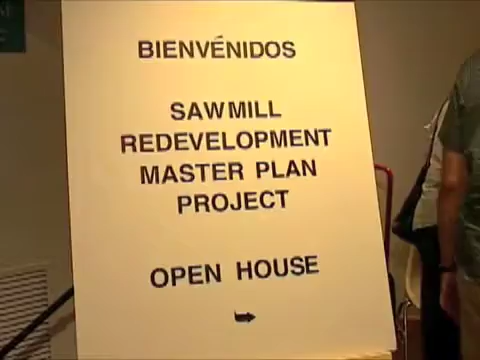 BIENVÉNIDOS
SAWMILL
REDEVELOPMENT
MASTER PLAN
PROJECT
OPEN HOUSE